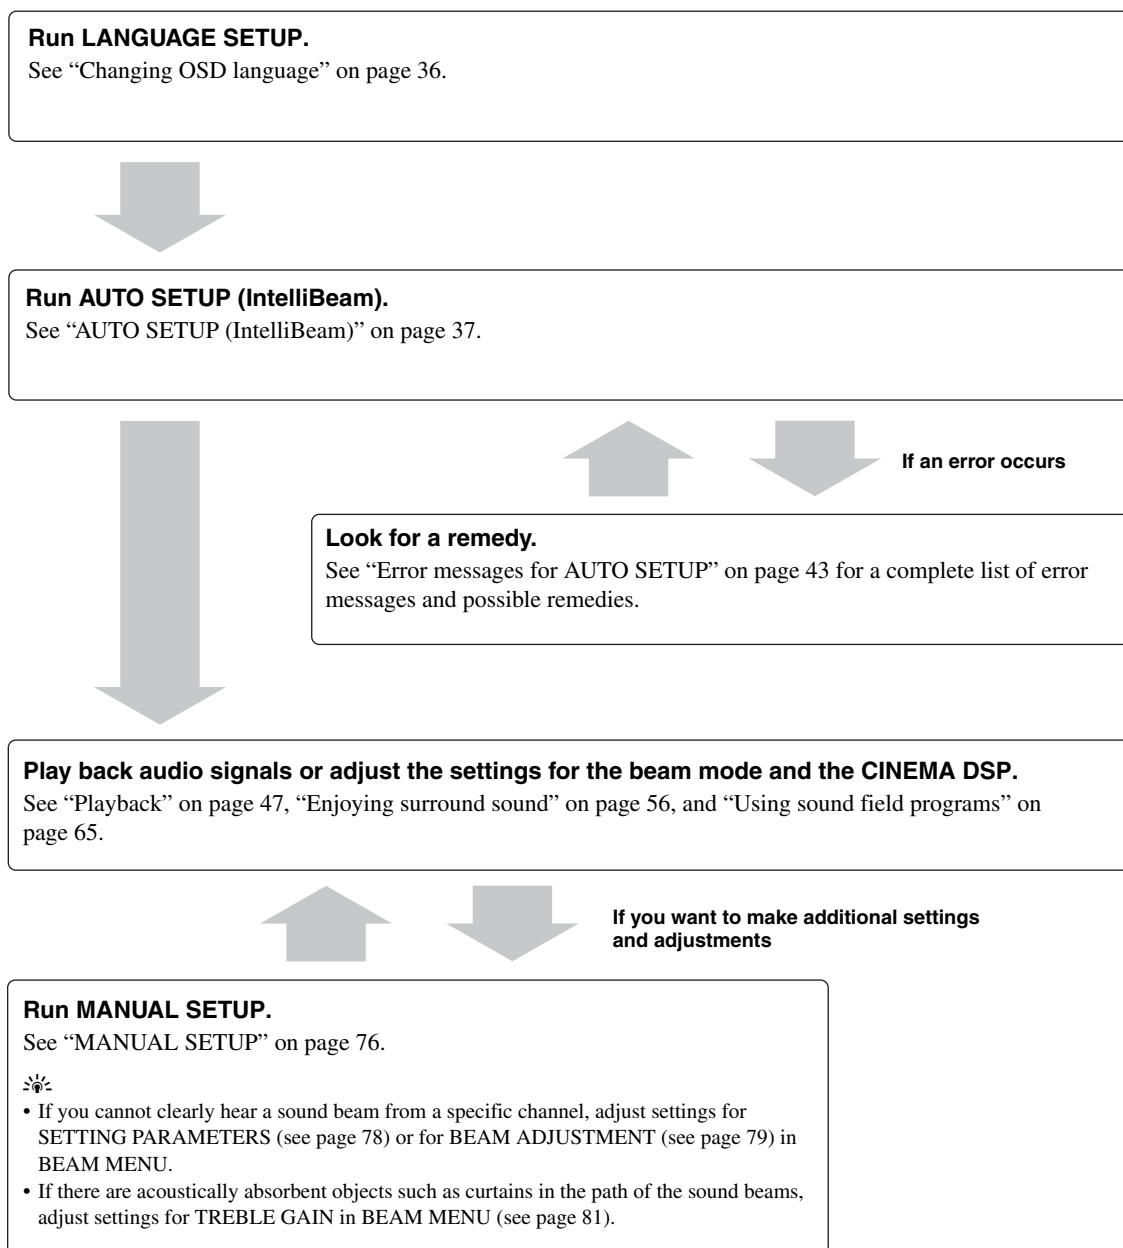 Run LANGUAGE SETUP.
See “Changing OSD language” on page 36.
Run AUTO SETUP (IntelliBeam).
See “AUTO SETUP (IntelliBeam)” on page 37.
If an error occurs
Look for a remedy.
See “Error messages for AUTO SETUP” on page 43 for a complete list of error
messages and possible remedies.
Play back audio signals or adjust the settings for the beam mode and the CINEMA DSP.
See “Playback” on page 47, “Enjoying surround sound” on page 56, and “Using sound field programs” on
page 65.
If you want to make additional settings
and adjustments
Run MANUAL SETUP.
See “MANUAL SETUP” on page 76.
• If you cannot clearly hear a sound beam from a specific channel, adjust settings for
SETTING PARAMETERS (see page 78) or for BEAM ADJUSTMENT (see page 79) in
BEAM MENU.
• If there are acoustically absorbent objects such as curtains in the path of the sound beams,
adjust settings for TREBLE GAIN in BEAM MENU (see page 81).